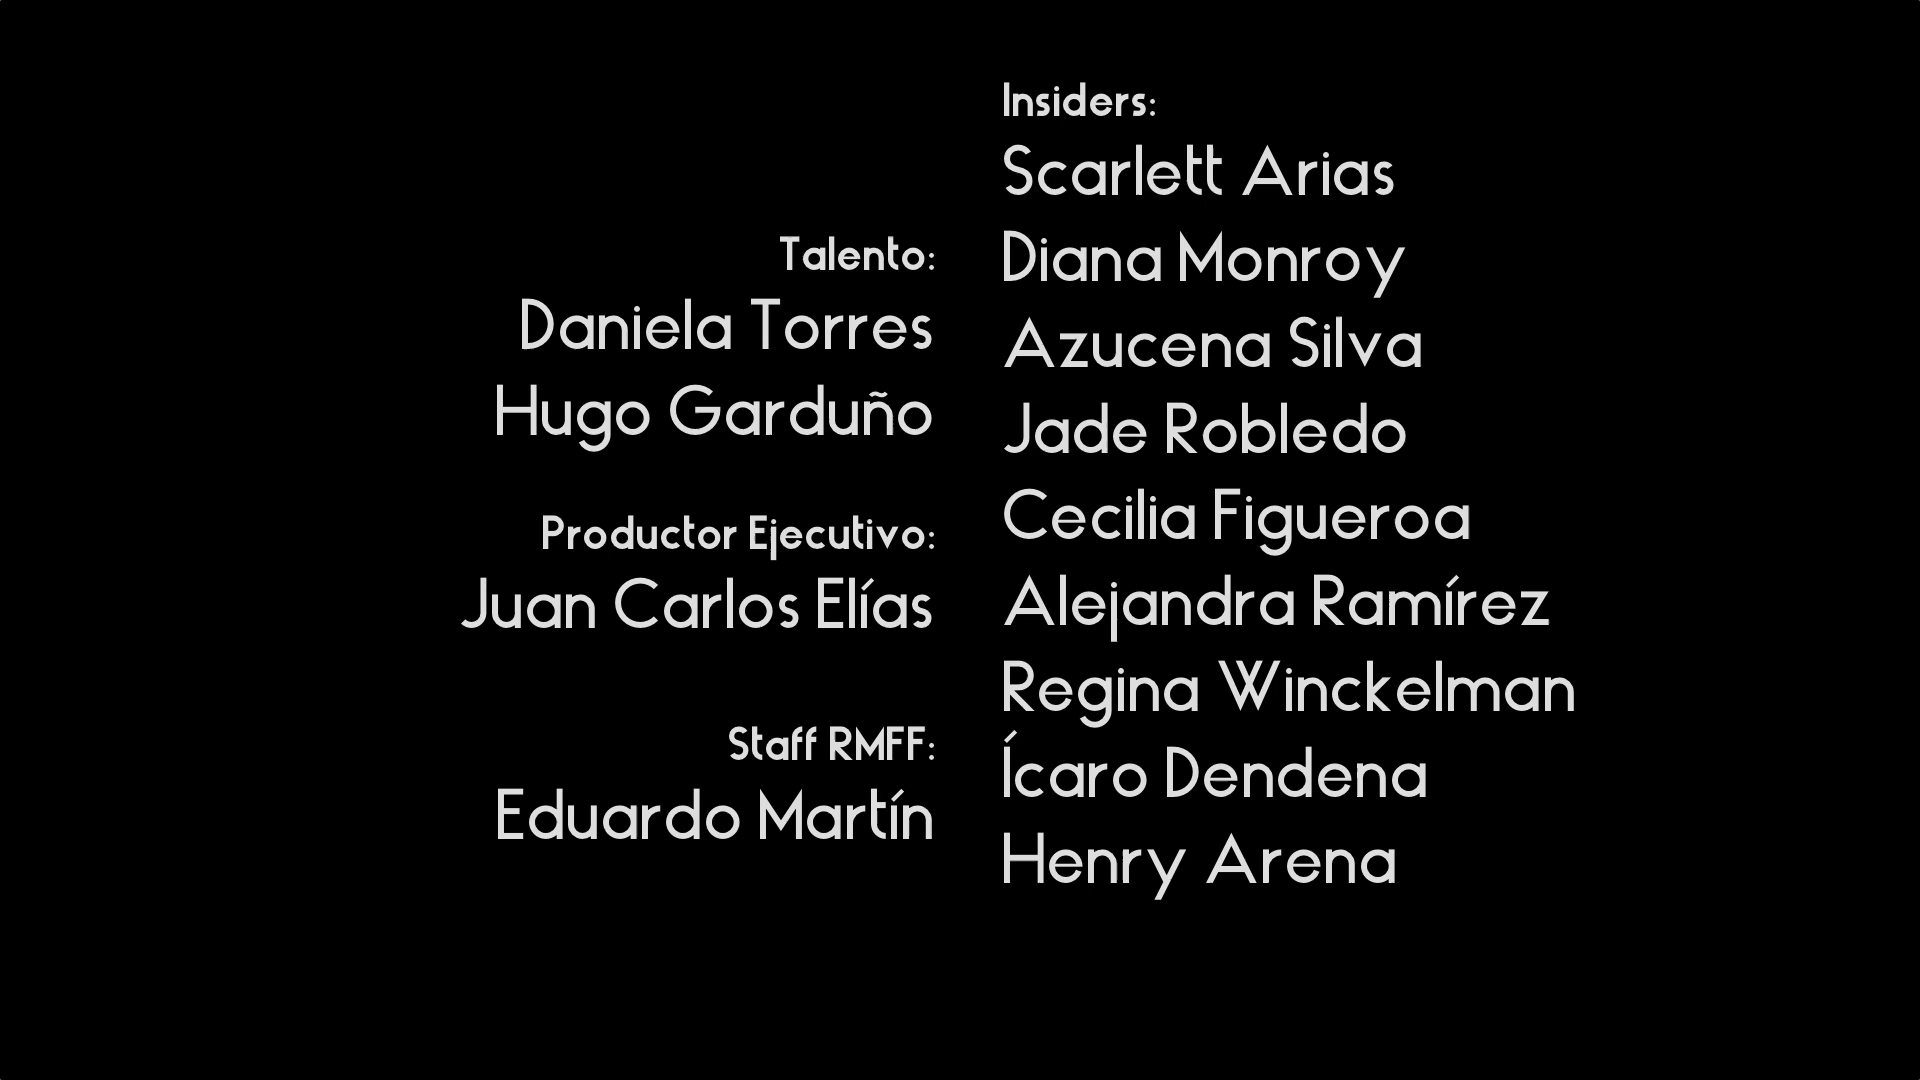 Talento:
Daniela Torres
Hugo Garduño
Productor Ejecutivo:
Juan Carlos Elías
Staff RMFF:
Eduardo Martín
Insiders:
Scarlett Arias
Diana Monroy
Azucena Silva
Jade Robledo
Cecilia Figueroa
Alejandra Ramírez
Regina Winckelman
Ícaro Dendena
Henry Arena